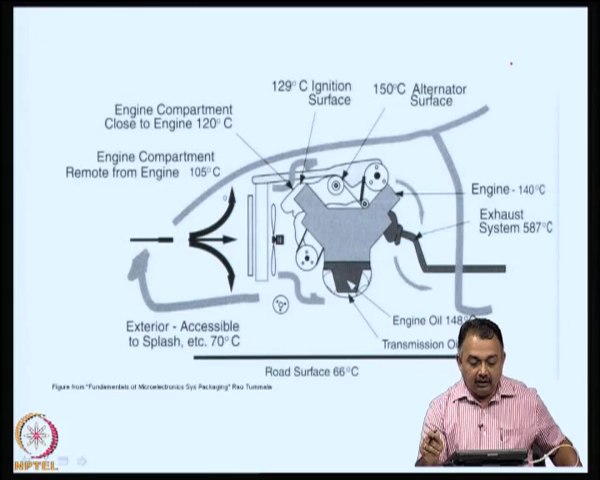 129° C Ignition
Surface
150°C Alternator
Surface
Engine Compartment
Close to Engine 120° C
Engine Compartment
Remote from Engine 105°C
Engine - 140°C
Exhaust
System 587°C
Exterior - Accessible
to Splash, etc. 70° C
Engine Oil 148°
Transmission
Road Surface 66°C
Figure from "Fundamentals of Microelectronics Sys Packaging" Rao Tummala
NPTEL